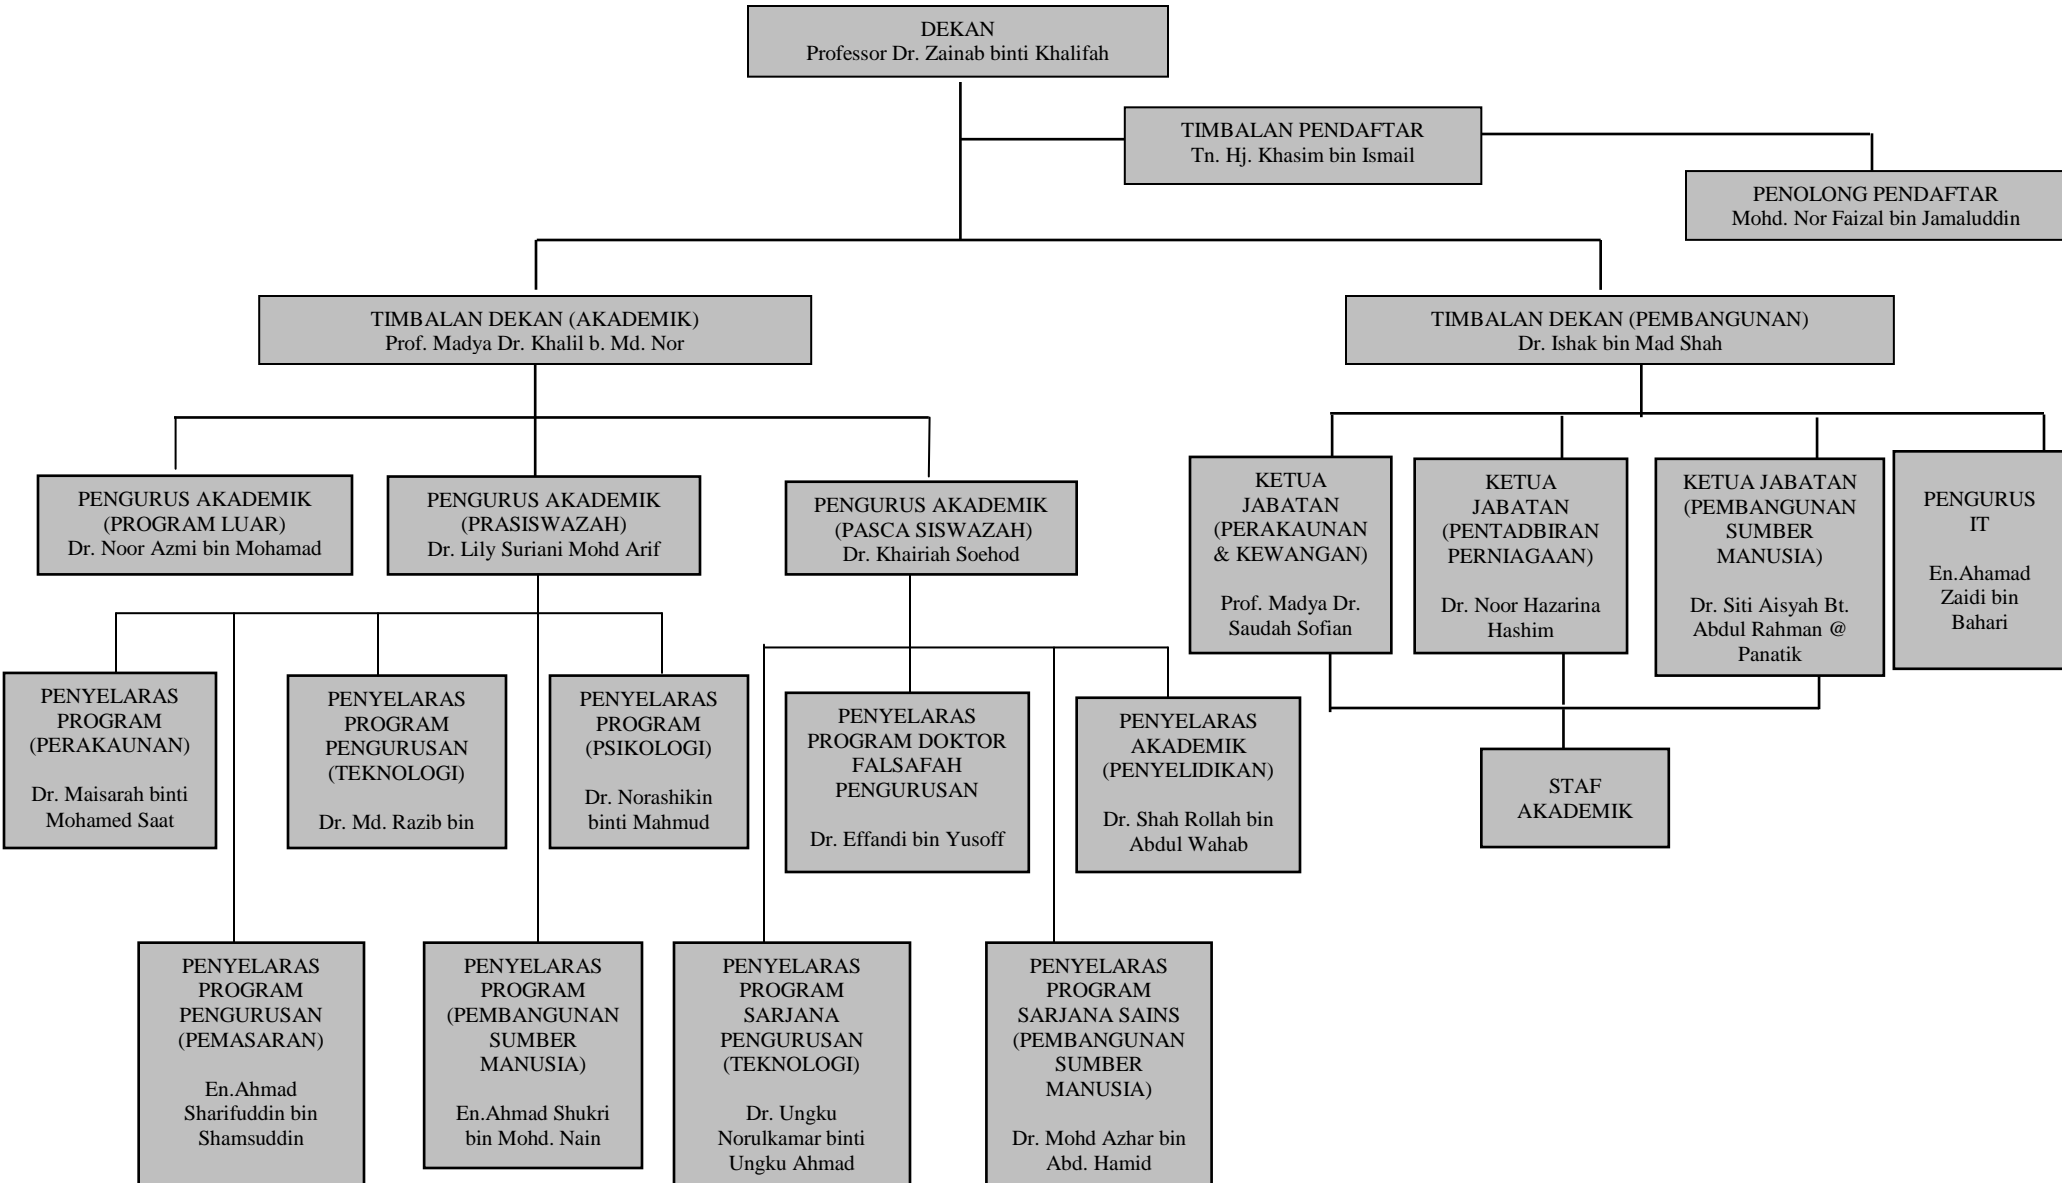 DEKAN
Professor Dr. Zainab binti Khalifah
TIMBALAN PENDAFTAR
Tn. Hj. Khasim bin Ismail
PENOLONG PENDAFTAR
Mohd. Nor Faizal bin Jamaluddin
TIMBALAN DEKAN (AKADEMIK)
Prof. Madya Dr. Khalil b. Md. Nor
TIMBALAN DEKAN (PEMBANGUNAN)
Dr. Ishak bin Mad Shah
PENGURUS AKADEMIK
(PROGRAM LUAR)
Dr. Noor Azmi bin Mohamad
PENGURUS AKADEMIK
(PRASISWAZAH)
Dr. Lily Suriani Mohd Arif
PENGURUS AKADEMIK
(PASCA SISWAZAH)
Dr. Khairiah Soehod
KETUA
JABATAN
(PERAKAUNAN
& KEWANGAN)
Prof. Madya Dr.
Saudah Sofian
KETUA
JABATAN
(PENTADBIRAN
PERNIAGAAN)
Dr. Noor Hazarina
Hashim
KETUA JABATAN
(PEMBANGUNAN
SUMBER
MANUSIA)
Dr. Siti Aisyah Bt.
Abdul Rahman @
Panatik
PENGURUS
IT
En.Ahamad
Zaidi bin
Bahari
PENYELARAS
PROGRAM
(PERAKAUNAN)
Dr. Maisarah binti
Mohamed Saat
PENYELARAS
PROGRAM
PENGURUSAN
(TEKNOLOGI)
Dr. Md. Razib bin
PENYELARAS
PROGRAM
(PSIKOLOGI)
Dr. Norashikin
binti Mahmud
PENYELARAS
PROGRAM DOKTOR
FALSAFAH
PENGURUSAN
Dr. Effandi bin Yusoff
PENYELARAS
AKADEMIK
(PENYELIDIKAN)
Dr. Shah Rollah bin
Abdul Wahab
STAF
AKADEMIK
PENYELARAS
PROGRAM
PENGURUSAN
(PEMASARAN)
En.Ahmad
Sharifuddin bin
Shamsuddin
PENYELARAS
PROGRAM
(PEMBANGUNAN
SUMBER
MANUSIA)
En.Ahmad Shukri
bin Mohd. Nain
PENYELARAS
PROGRAM
SARJANA
PENGURUSAN
(TEKNOLOGI)
Dr. Ungku
Norulkamar binti
Ungku Ahmad
PENYELARAS
PROGRAM
SARJANA SAINS
(PEMBANGUNAN
SUMBER
MANUSIA)
Dr. Mohd Azhar bin
Abd. Hamid